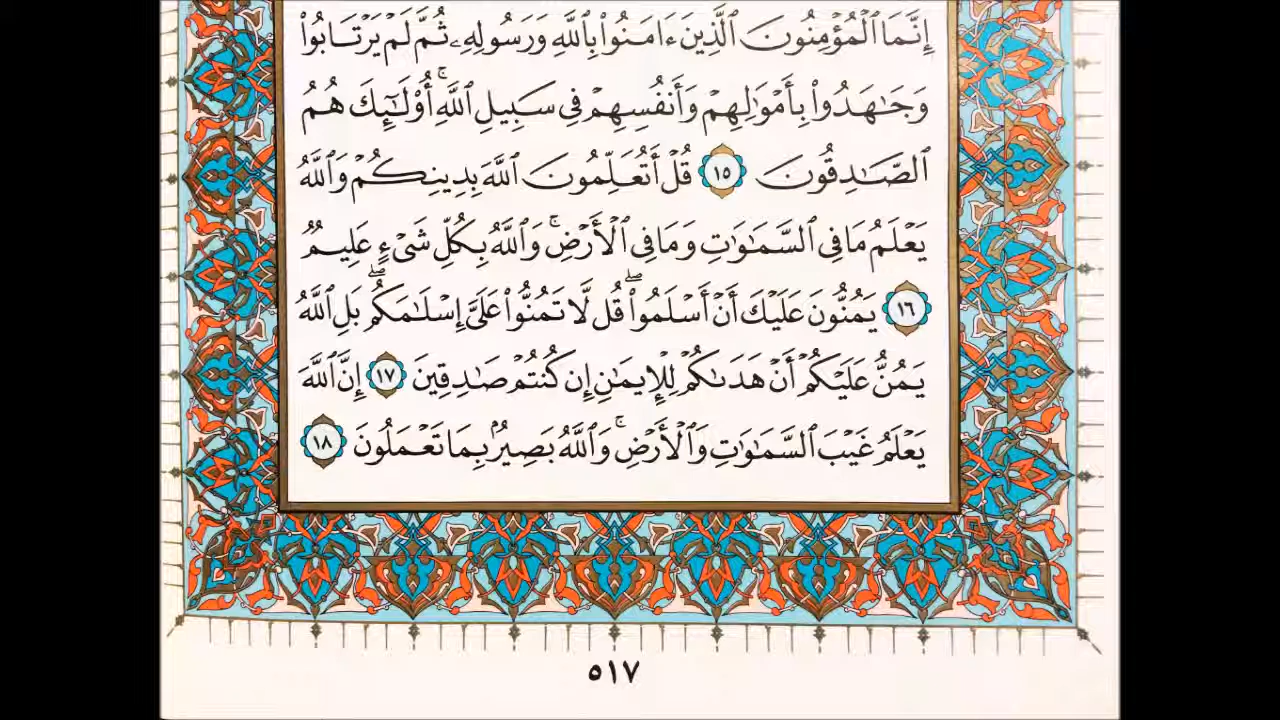 إِنَّمَا ٱلْمُؤْمِنُونَ ٱلَّذِينَ ءَامَنُوا۟ بِٱللَّهِ وَرَسُولِهِۦ ثُمَّ لَمْ يَرْتَابُوا۟
وَجَٰهَدُوا۟ بِأَمْوَٰلِهِمْ وَأَنفُسِهِمْ فِى سَبِيلِ ٱللَّهِ ۚ أُو۟لَٰٓئِكَ هُمُ
ٱلصَّٰدِقُونَ ١٥ قُلْ أَتُعَلِّمُونَ ٱللَّهَ بِدِينِكُمْ وَٱللَّهُ
يَعْلَمُ مَا فِى ٱلسَّمَٰوَٰتِ وَمَا فِى ٱلْأَرْضِ ۚ وَٱللَّهُ بِكُلِّ شَىْءٍ عَلِيمٌ
١٦ يَمُنُّونَ عَلَيْكَ أَنْ أَسْلَمُوا۟ ۖ قُل لَّا تَمُنُّوا۟ عَلَىَّ إِسْلَٰمَكُم ۖ بَلِ ٱللَّهُ
يَمُنُّ عَلَيْكُمْ أَنْ هَدَىٰكُمْ لِلْإِيمَٰنِ إِن كُنتُمْ صَٰدِقِينَ ١٧ إِنَّ ٱللَّهَ
يَعْلَمُ غَيْبَ ٱلسَّمَٰوَٰتِ وَٱلْأَرْضِ ۚ وَٱللَّهُ بَصِيرٌۢ بِمَا تَعْمَلُونَ ١٨
٥١٧